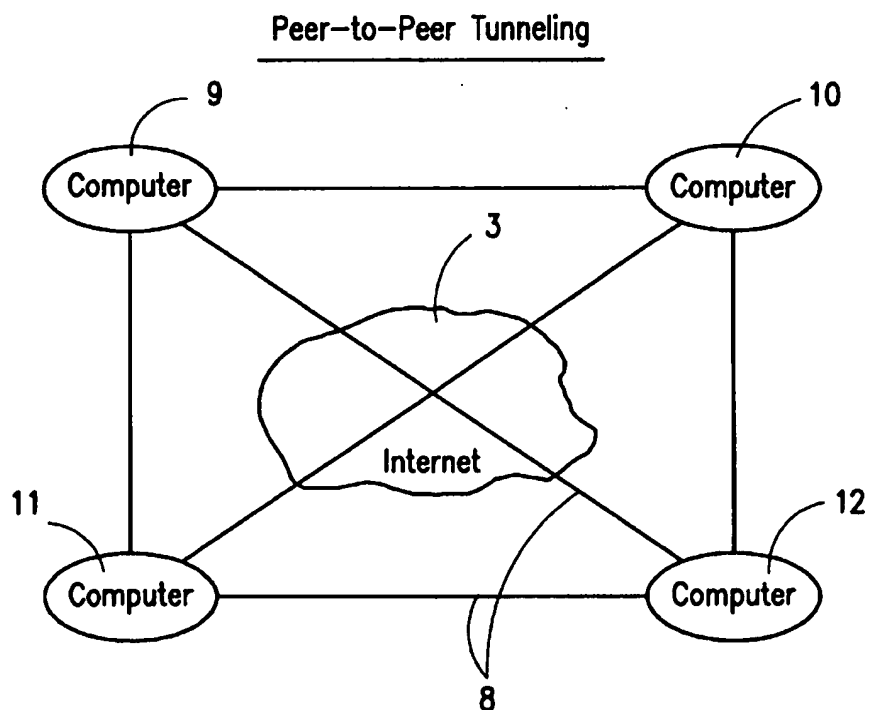 Peer-to-Peer Tunneling
9
10
Computer
Computer
3
Internet
11
12
Computer
Computer
8